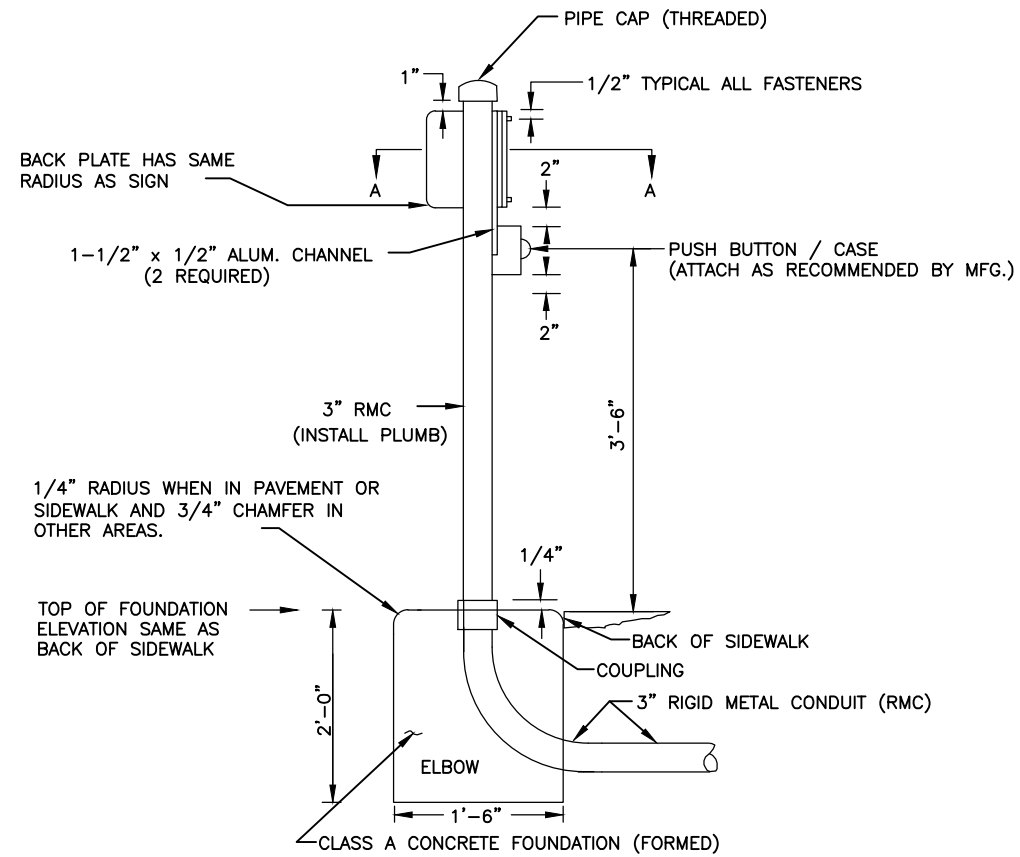 PIPE CAP (THREADED)
1"
1/2" TYPICAL ALL FASTENERS
BACK PLATE HAS SAME
RADIUS AS SIGN
A
A
2"
1-1/2" x 1/2" ALUM. CHANNEL
(2 REQUIRED)
PUSH BUTTON / CASE
(ATTACH AS RECOMMENDED BY MFG.)
2"
3'-6"
3" RMC
(INSTALL PLUMB)
1/4" RADIUS WHEN IN PAVEMENT OR
SIDEWALK AND 3/4" CHAMFER IN
OTHER AREAS.
1/4"
TOP OF FOUNDATION
ELEVATION SAME AS
BACK OF SIDEWALK
BACK OF SIDEWALK
COUPLING
3" RIGID METAL CONDUIT (RMC)
2'-0"
ELBOW
1'-6"
CLASS A CONCRETE FOUNDATION (FORMED)